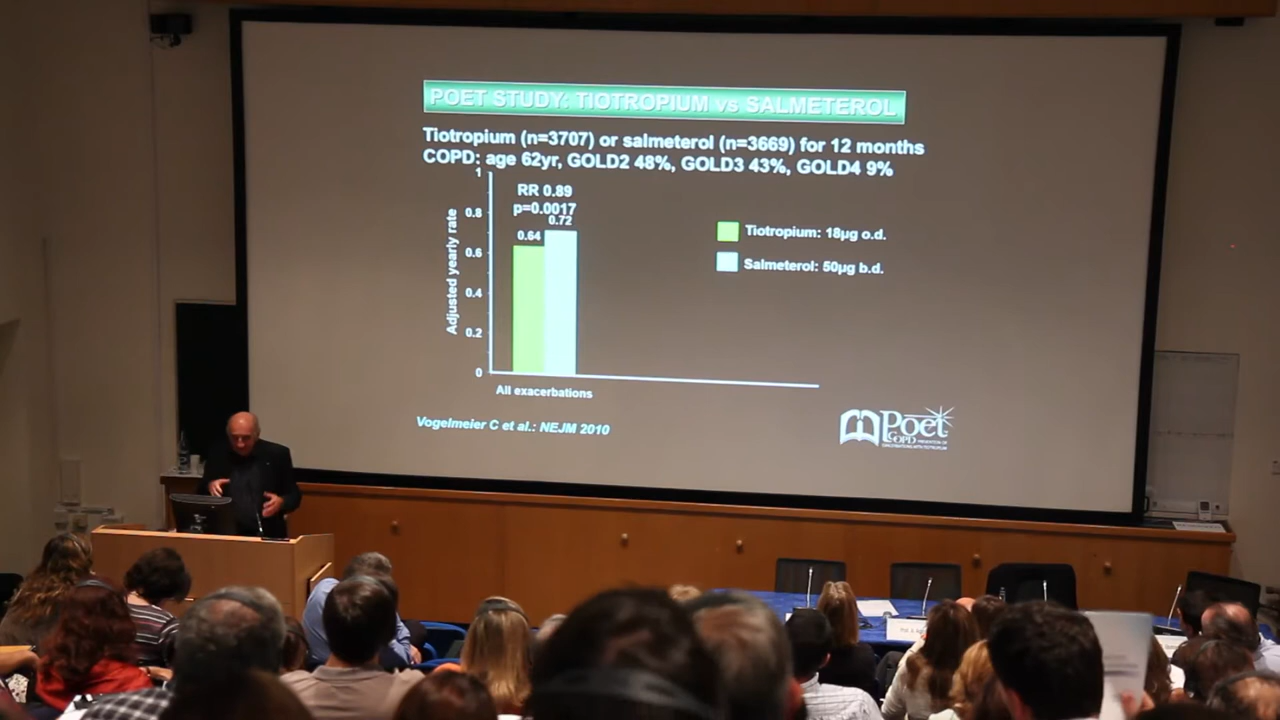 POET STUDY: TIOTROPIUM vs SALMETEROL
Tiotropium (n=3707) or salmeterol (n=3669) for 12 months
COPD: age 62yr, GOLD2 48%, GOLD3 43%, GOLD4 9%
Adjusted yearly rate
1
0.8
0.6
0.4
0.2
0
RR 0.89
p=0.0017
0.72
0.64
Tiotropium: 18µg o.d.
Salmeterol: 50µg b.d.
All exacerbations
Vogelmeier C et al.: NEJM 2010
Poet
COPD